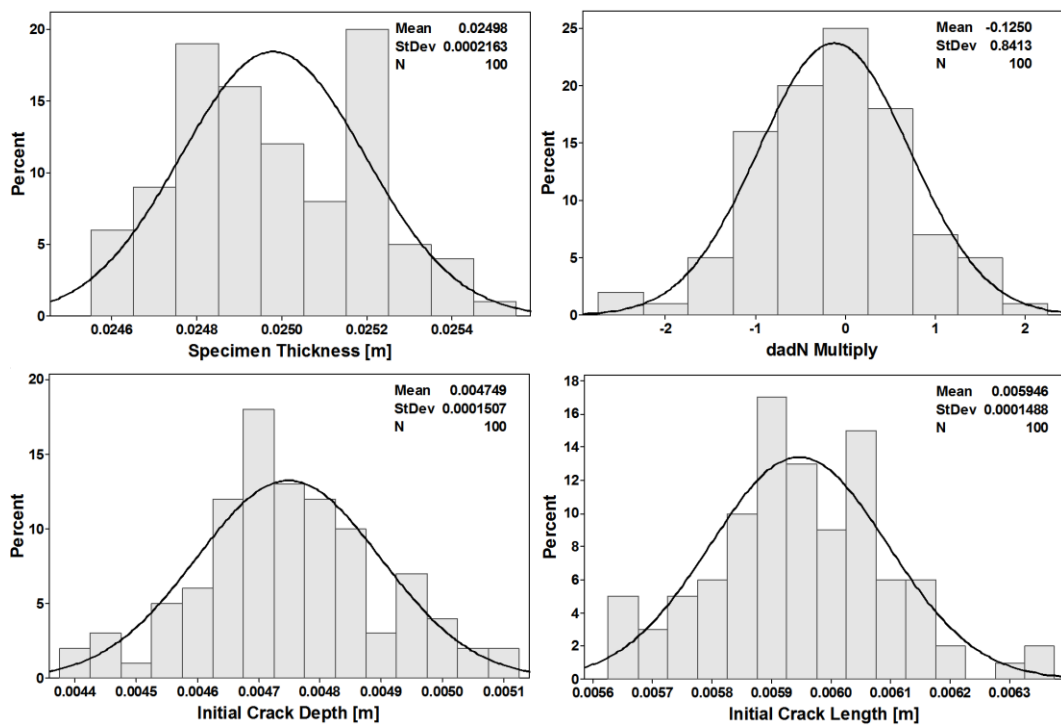 20
15
10
5
0
Percent
Mean 0.02498
StDev 0.0002163
N 100
0.0246 0.0248 0.0250 0.0252 0.0254
Specimen Thickness [m]
25
20
15
10
5
0
Percent
Mean -0.1250
StDev 0.8413
N 100
-2 -1 0 1 2
dadN Multiply
20
15
10
5
0
Percent
Mean 0.004749
StDev 0.0001507
N 100
0.0044 0.0045 0.0046 0.0047 0.0048 0.0049 0.0050 0.0051
Initial Crack Depth [m]
18
16
14
12
10
8
6
4
2
0
Percent
Mean 0.005946
StDev 0.0001488
N 100
0.0056 0.0057 0.0058 0.0059 0.0060 0.0061 0.0062 0.0063
Initial Crack Length [m]